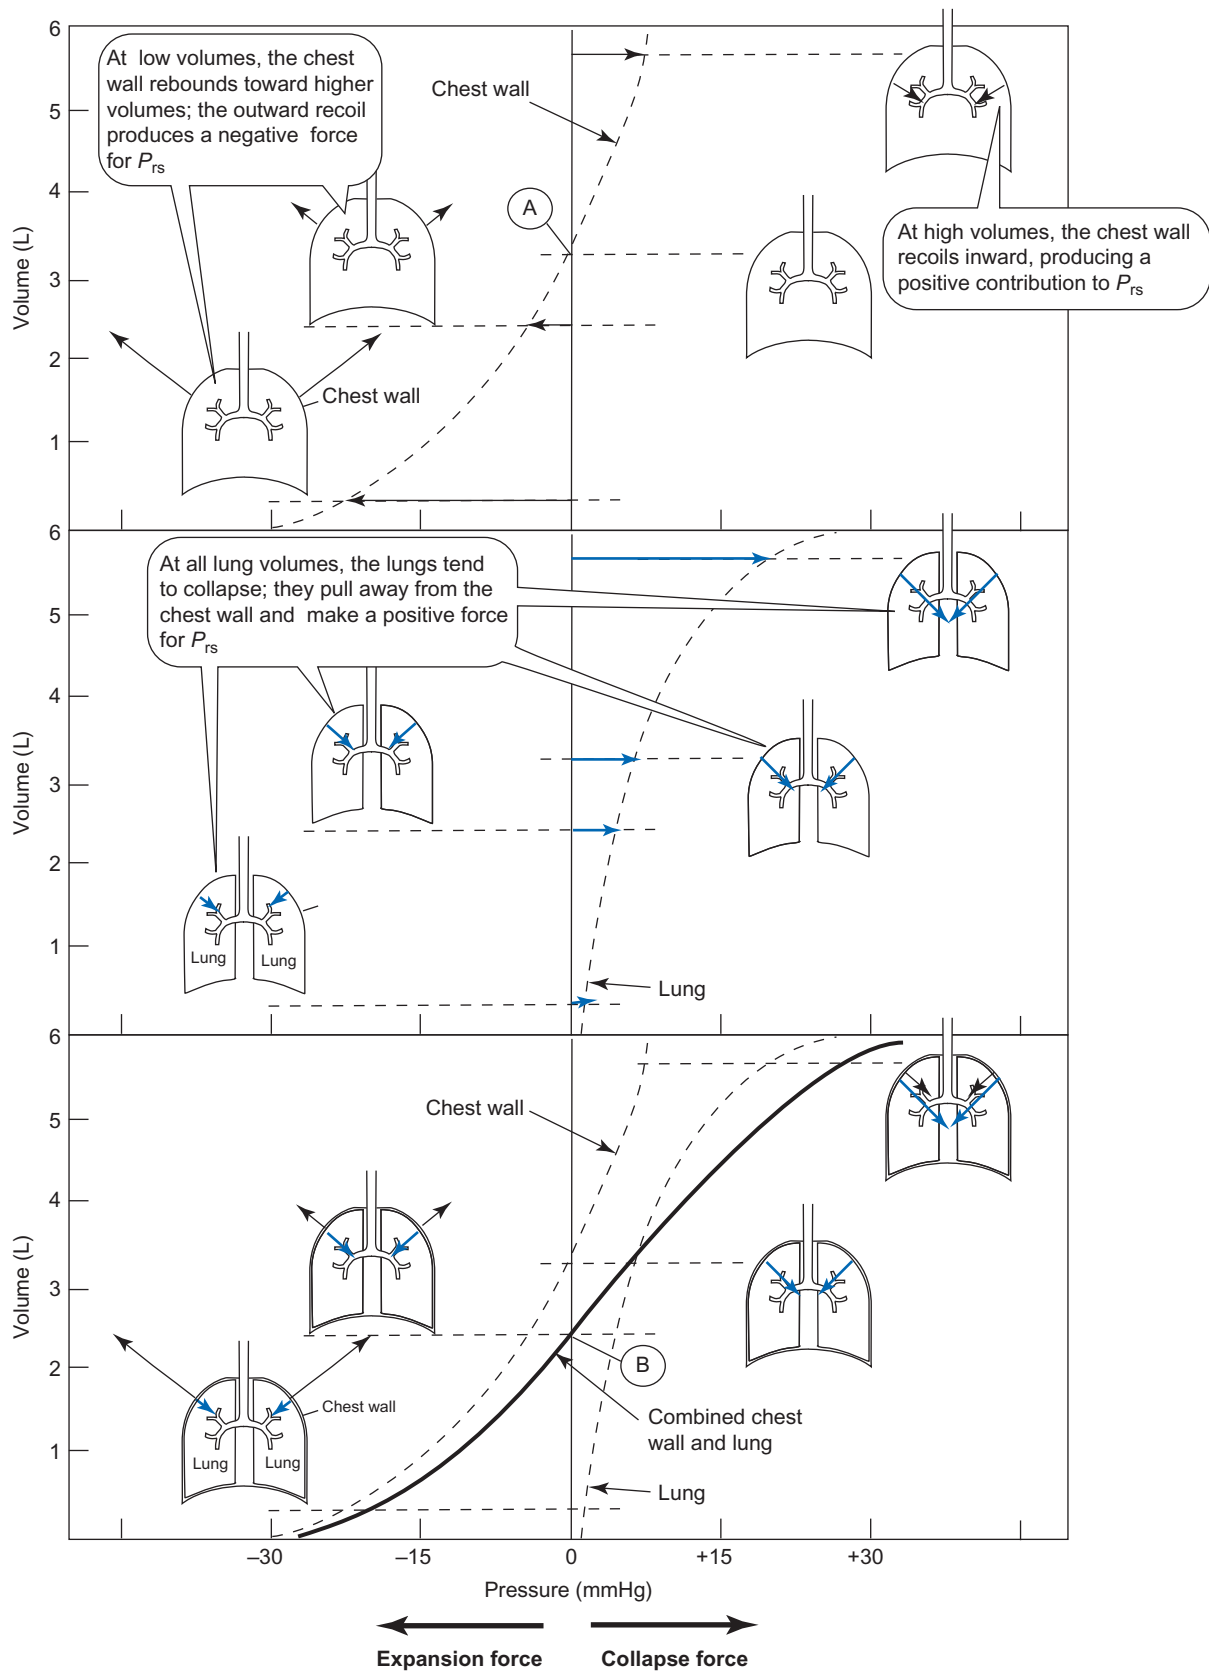 6
At low volumes, the chest
wall rebounds toward higher
volumes; the outward recoil
produces a negative force
for Prs
Chest wall
5
4
A
At high volumes, the chest wall
recoils inward, producing a
positive contribution to Prs
3
Volume (L)
2
Chest wall
1
6
At all lung volumes, the lungs tend
to collapse; they pull away from the
chest wall and make a positive force
for Prs
5
4
3
Volume (L)
2
1
Lung Lung
Lung
6
Chest wall
5
4
3
Volume (L)
2
B
Chest wall
Combined chest
wall and lung
1
Lung Lung
Lung
–30 –15 0 +15 +30
Pressure (mmHg)
Expansion force Collapse force